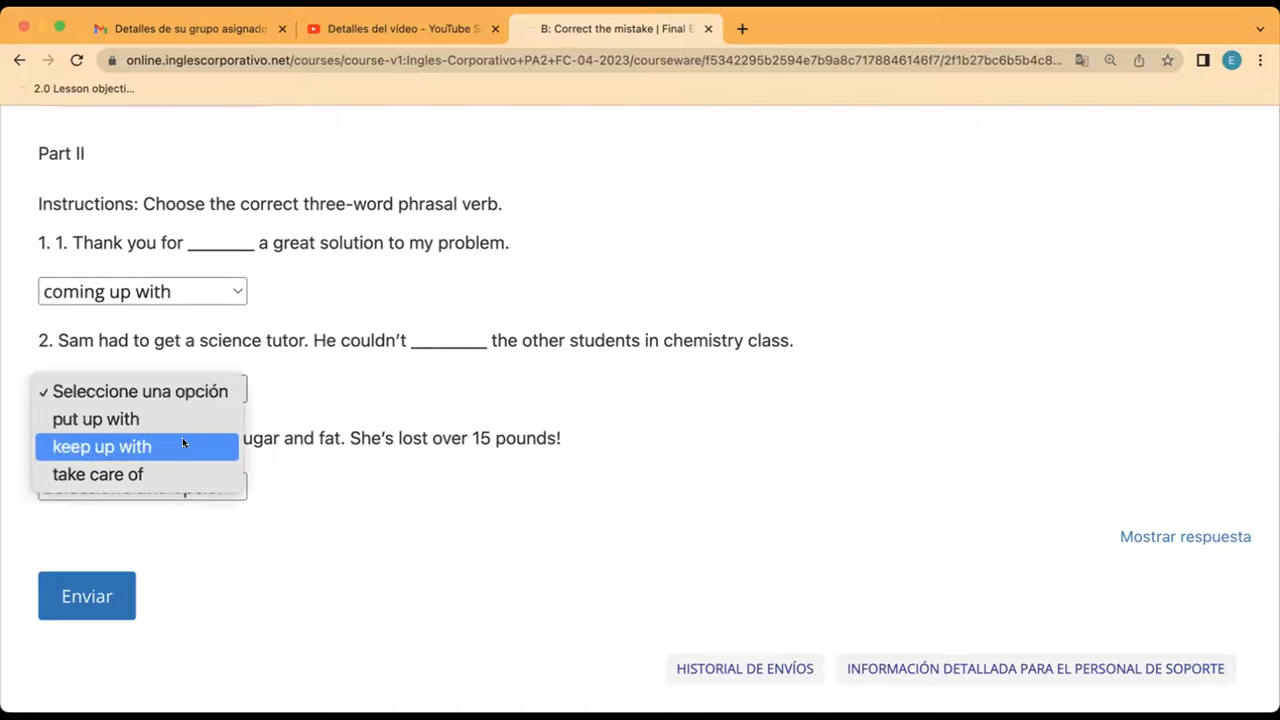 Detalles de su grupo asignado
Detalles del vídeo - YouTube S
B: Correct the mistake | Final E
online.inglescorporativo.net/courses/course-v1:Ingles-Corporativo+PA2+FC-04-2023/courseware/f5342295b2594e7b9a8c7178846146f7/2f1b27bc6b5b4c8...
E
2.0 Lesson objecti...
Part II
Instructions: Choose the correct three-word phrasal verb.
1. 1. Thank you for ________ a great solution to my problem.
coming up with
2. Sam had to get a science tutor. He couldn’t _________ the other students in chemistry class.
✓ Seleccione una opción
put up with
ugar and fat. She’s lost over 15 pounds!
keep up with
take care of
Mostrar respuesta
Enviar
HISTORIAL DE ENVÍOS
INFORMACIÓN DETALLADA PARA EL PERSONAL DE SOPORTE